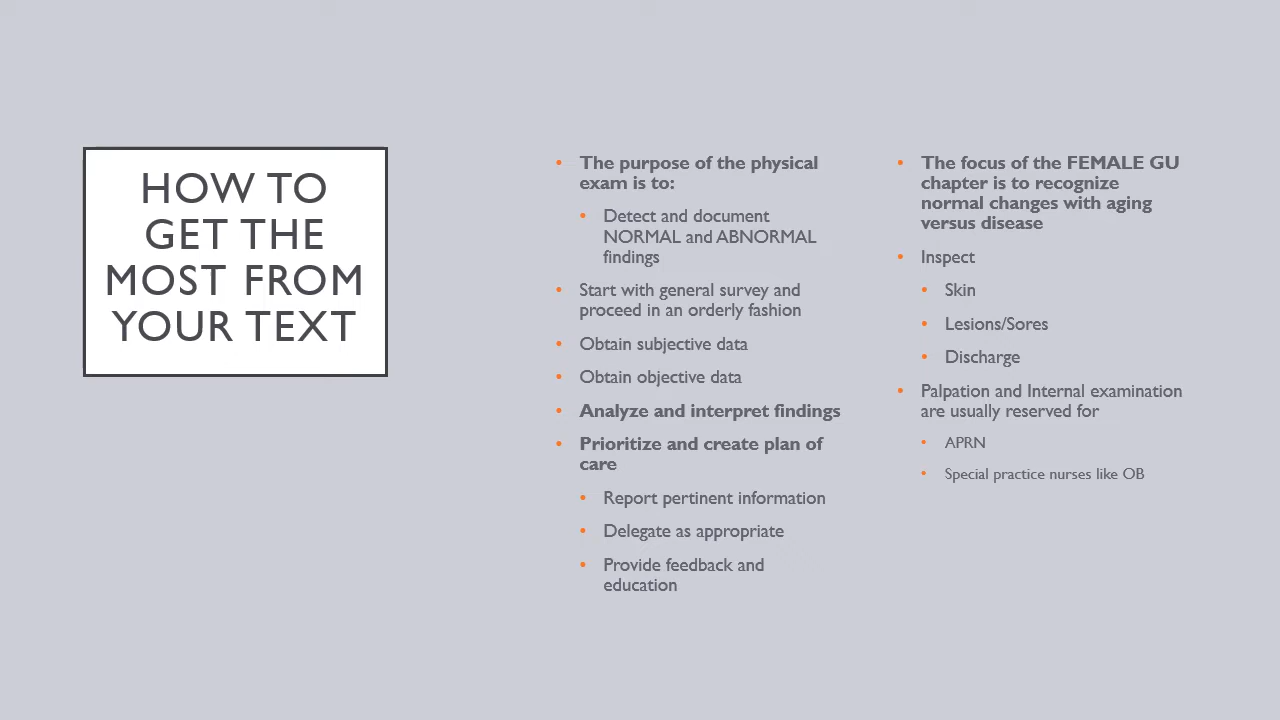 HOW TO
GET THE
MOST FROM
YOUR TEXT
• The purpose of the physical
exam is to:
• Detect and document
NORMAL and ABNORMAL
findings
• Start with general survey and
proceed in an orderly fashion
• Obtain subjective data
• Obtain objective data
• Analyze and interpret findings
• Prioritize and create plan of
care
• Report pertinent information
• Delegate as appropriate
• Provide feedback and
education
• The focus of the FEMALE GU
chapter is to recognize
normal changes with aging
versus disease
• Inspect
• Skin
• Lesions/Sores
• Discharge
• Palpation and Internal examination
are usually reserved for
• APRN
• Special practice nurses like OB